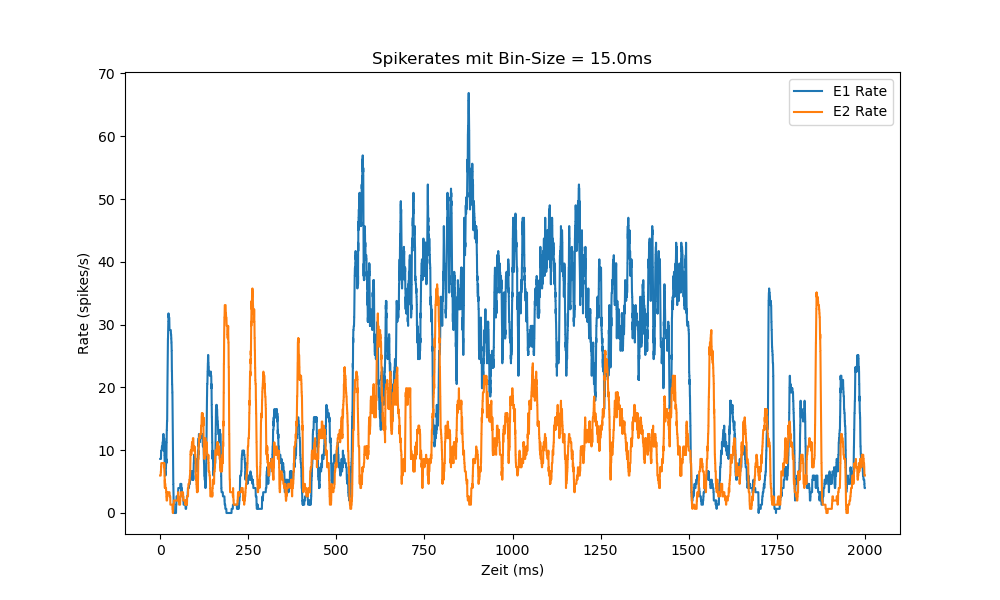 Spikerates mit Bin-Size = 15.0ms
E1 Rate
E2 Rate
Rate (spikes/s)
70
60
50
40
30
20
10
0
0 250 500 750 1000 1250 1500 1750 2000
Zeit (ms)